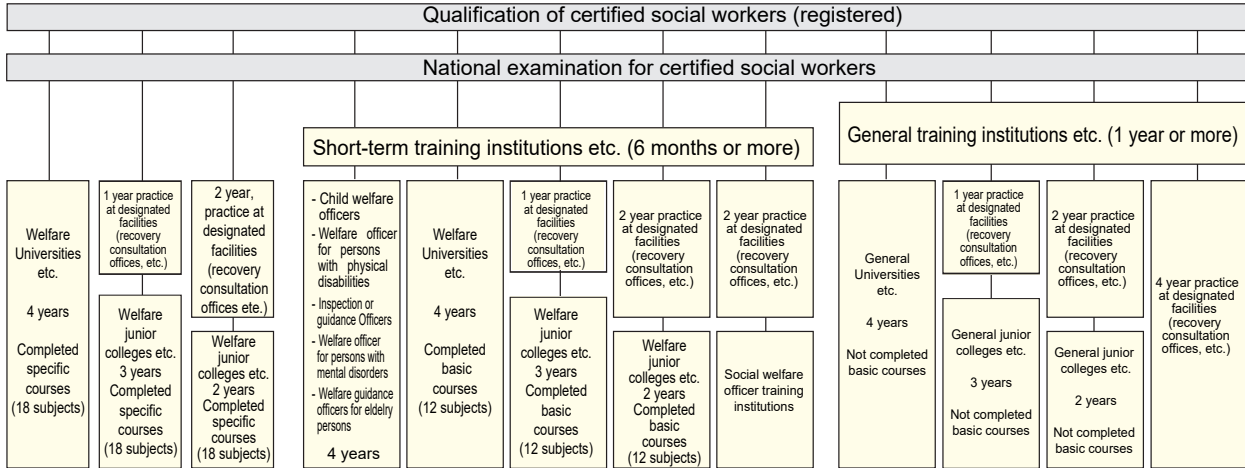 Qualification of certified social workers (registered)
National examination for certified social workers
Short-term training institutions etc. (6 months or more)
General training institutions etc. (1 year or more)
Welfare
Universities
etc.
4 years
Completed
specific
courses
(18 subjects)
1 year practice
at designated
facilities
(recovery
consultation
offices, etc.)
Welfare
junior
colleges etc.
3 years
Completed
specific
courses
(18 subjects)
2 year,
practice at
designated
facilities
(recovery
consultation
offices ete.)
Welfare
junior
colleges etc.
2 years
Completed
specific
courses
(18 subjects)
- Child welfare
officers
- Welfare officer
for persons
with physical
disabilities
- Inspection or
guidance Officers
- Welfare officer
for persons with
mental disorders
- Welfare guidance
officers for eldelry
persons
4 years
Welfare
Universities
etc.
4 years
Completed
basic
courses
(12 subjects)
1 year practice
at designated
facilities
(recovery
consultation
offices, etc.)
Welfare
junior
colleges etc.
3 years
Completed
basic
courses
(12 subjects)
2 year practice
at designated
facilities
(recovery
consultation
offices, etc.)
Welfare
junior
colleges etc.
2 years
Completed
basic
courses
(12 subjects)
2 year practice
at designated
facilities
(recovery
consultation
offices, etc.)
Social welfare
officer training
institutions
General
Universities
etc.
4 years
Not completed
basic courses
1 year practice
at designated
facilities
(recovery
consultation
offices, etc.)
General junior
colleges etc.
3 years
Not completed
basic courses
2 year practice
at designated
facilities
(recovery
consultation
offices, etc.)
General junior
colleges etc.
2 years
Not completed
basic courses
4 year practice
at designated
facilities
(recovery
consultation
offices, etc.)